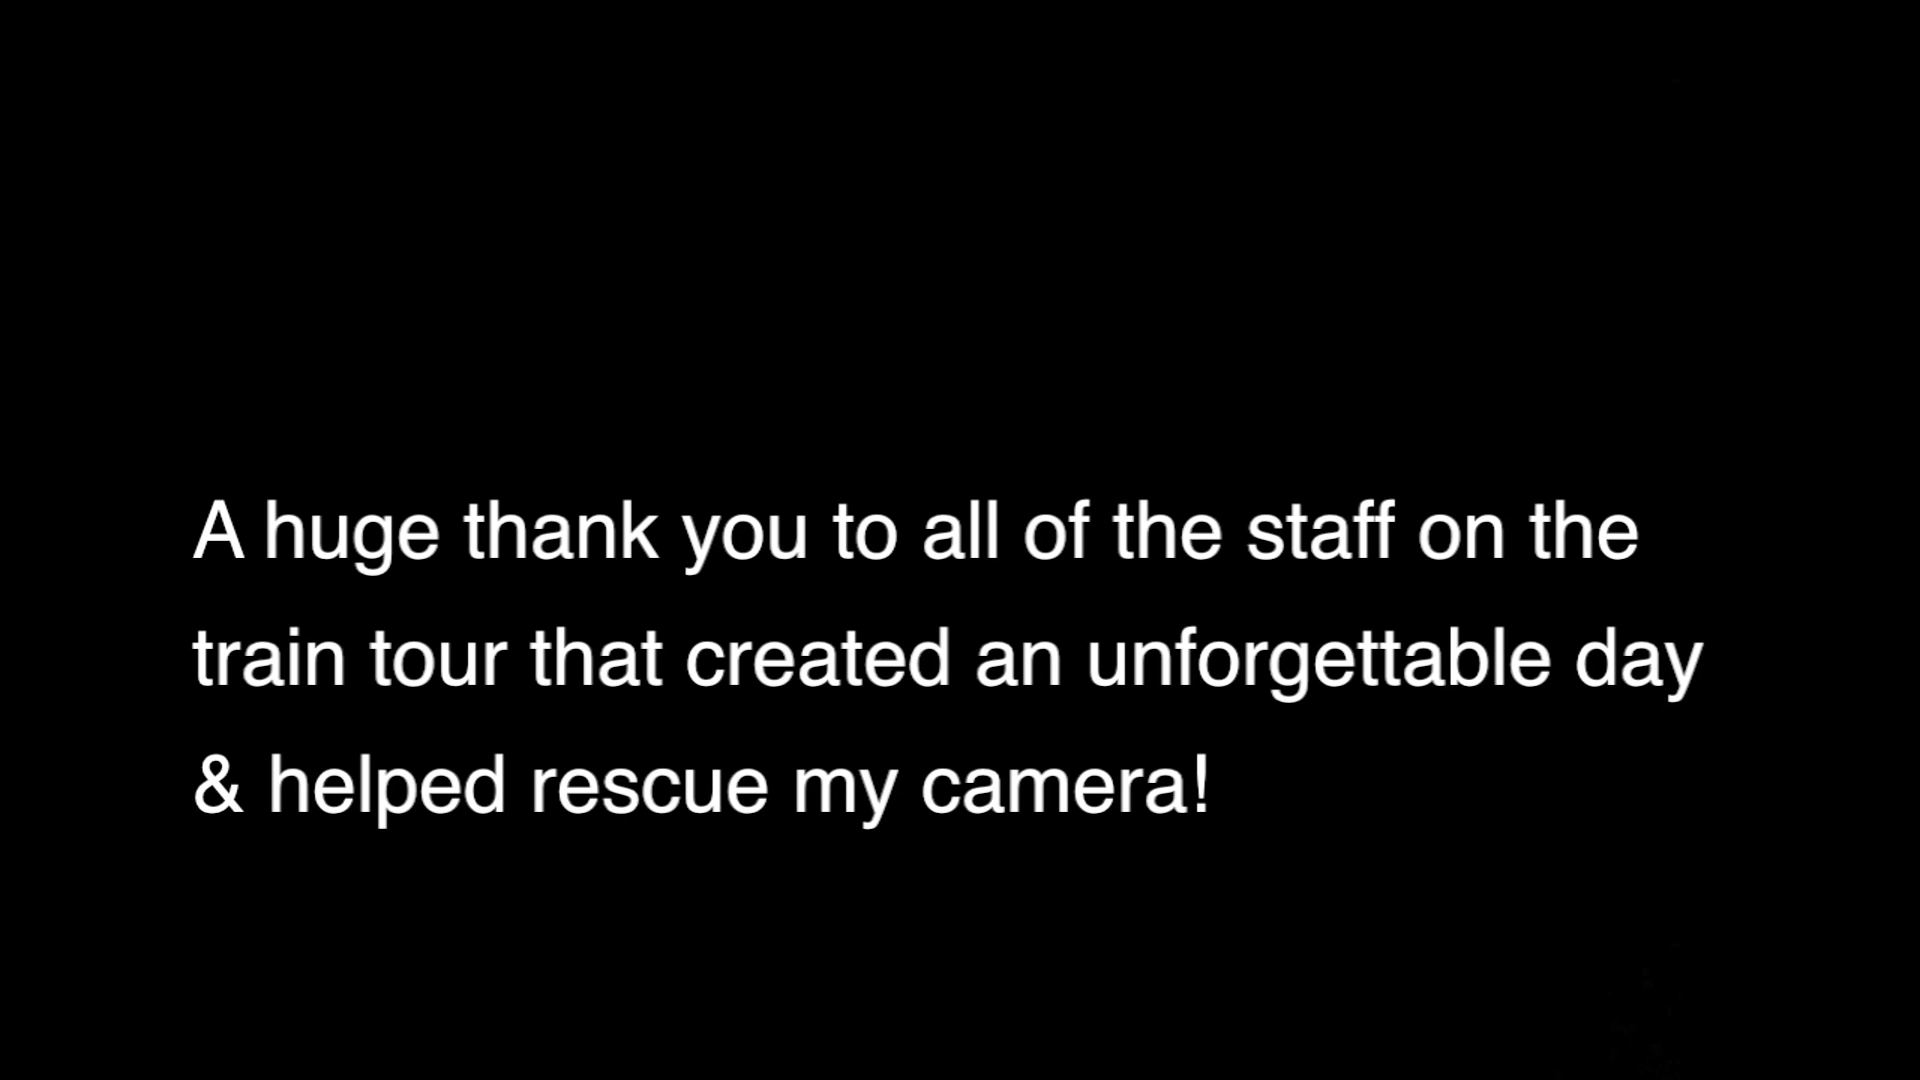 A huge thank you to all of the staff on the
train tour that created an unforgettable day
& helped rescue my camera!